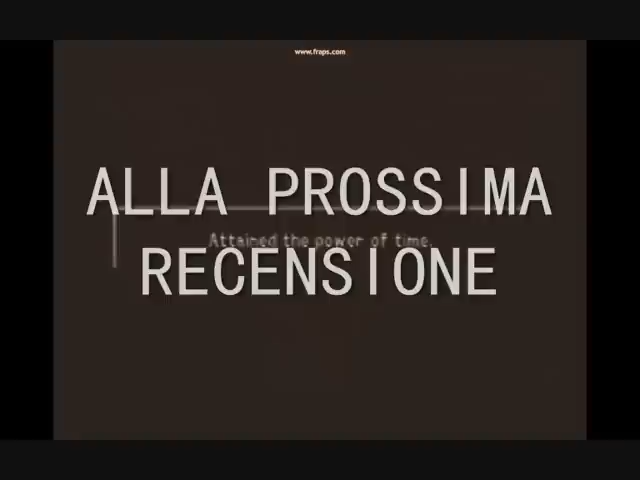 www.fraps.com
ALLA PROSSIMA
Attained the power of time.
RECENSIONE